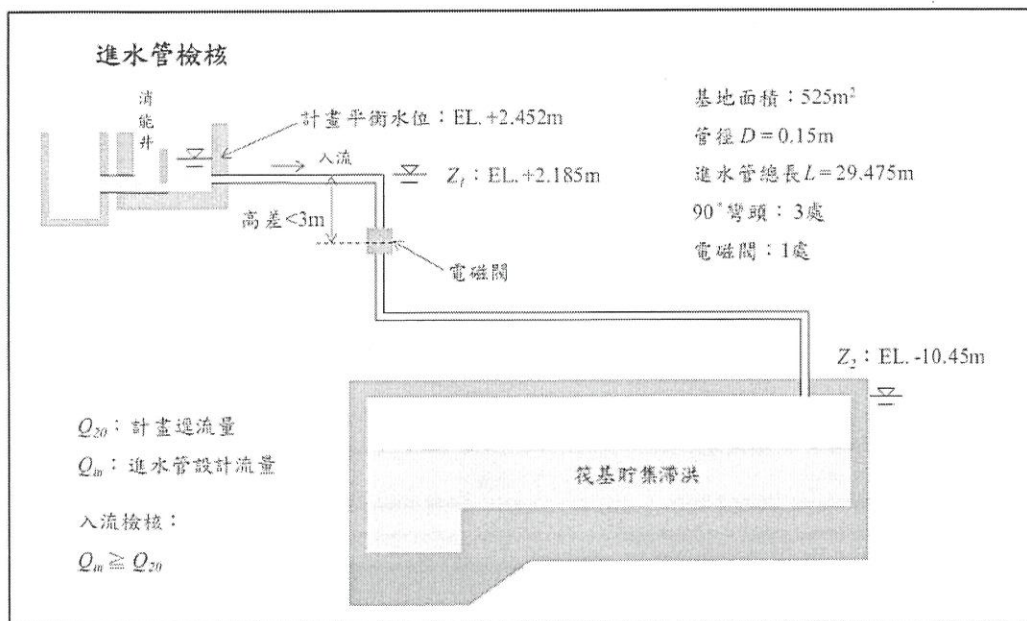 進水管檢核
消能井
計畫平衡水位：EL. +2.452m
入流
Z₁：EL.+2.185m
高差<3m
電磁閥
基地面積：525m²
管徑 D＝0.15m
進水管總長L＝29.475m
90°彎頭：3處
電磁閥：1處
Z₂：EL. -10.45m
Q₂₀：計畫逕流量
Qᵢₙ：進水管設計流量
入流檢核：
Qᵢₙ ≧ Q₂₀
筏基貯集滯洪